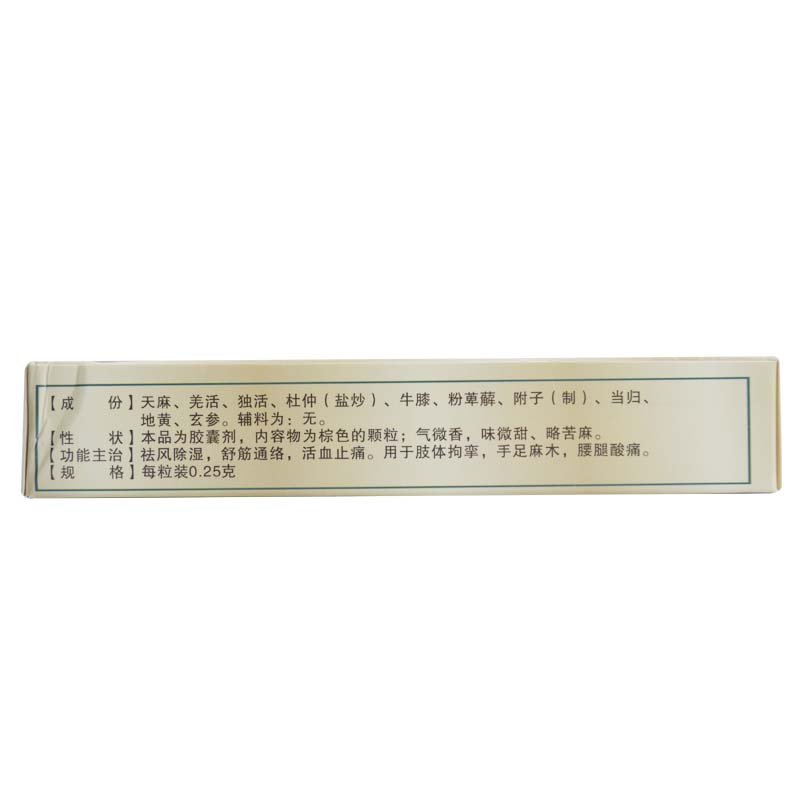 【成　　份】天麻、羌活、独活、杜仲（盐炒）、牛膝、粉萆薢、附子（制）、当归、
地黄、玄参。辅料为：无。
【性　　状】本品为胶囊剂，内容物为棕色的颗粒；气微香，味微甜、略苦麻。
【功能主治】祛风除湿，舒筋通络，活血止痛。用于肢体拘挛，手足麻木，腰腿酸痛。
【规　　格】每粒装0.25克